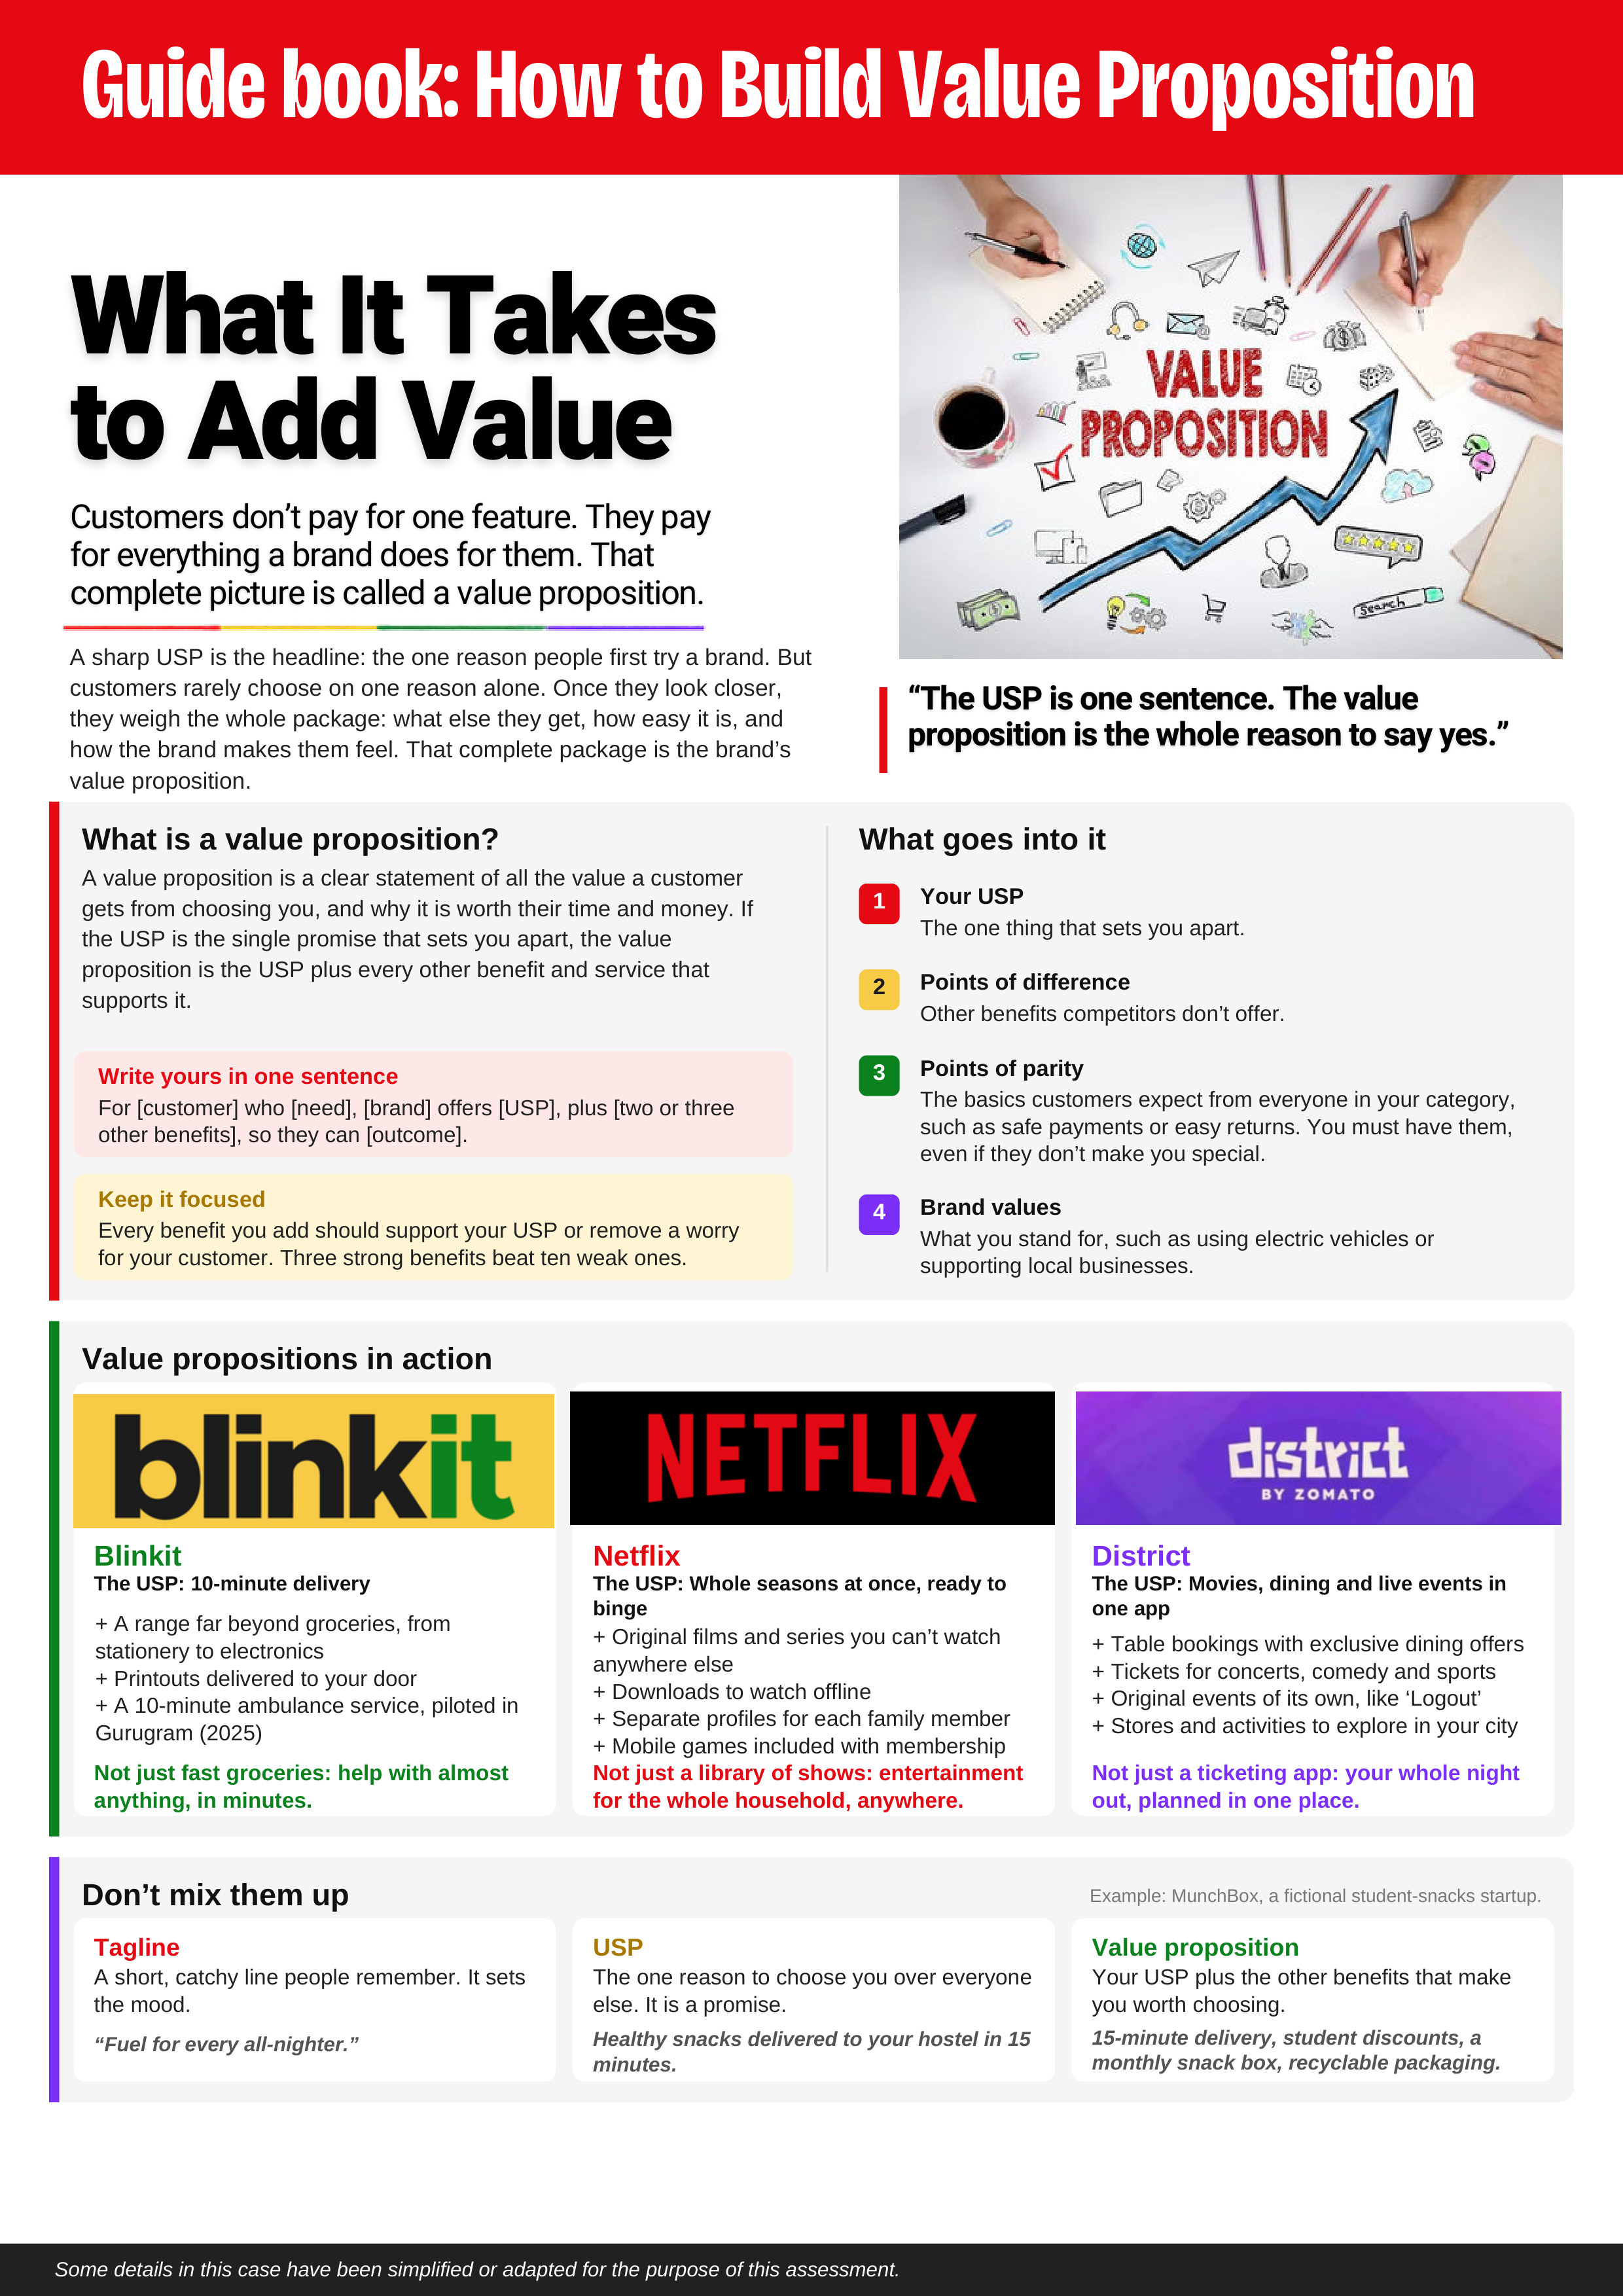 Guide book: How to Build Value Proposition
What It Takes
to Add Value
Customers don’t pay for one feature. They pay
for everything a brand does for them. That
complete picture is called a value proposition.
A sharp USP is the headline: the one reason people first try a brand. But
customers rarely choose on one reason alone. Once they look closer,
they weigh the whole package: what else they get, how easy it is, and
how the brand makes them feel. That complete package is the brand’s
value proposition.
VALUE
PROPOSITION
Search
“The USP is one sentence. The value
proposition is the whole reason to say yes.”
What is a value proposition?
A value proposition is a clear statement of all the value a customer
gets from choosing you, and why it is worth their time and money. If
the USP is the single promise that sets you apart, the value
proposition is the USP plus every other benefit and service that
supports it.
Write yours in one sentence
For [customer] who [need], [brand] offers [USP], plus [two or three
other benefits], so they can [outcome].
Keep it focused
Every benefit you add should support your USP or remove a worry
for your customer. Three strong benefits beat ten weak ones.
What goes into it
1
Your USP
The one thing that sets you apart.
2
Points of difference
Other benefits competitors don’t offer.
3
Points of parity
The basics customers expect from everyone in your category,
such as safe payments or easy returns. You must have them,
even if they don’t make you special.
4
Brand values
What you stand for, such as using electric vehicles or
supporting local businesses.
Value propositions in action
blinkit
Blinkit
The USP: 10-minute delivery
+ A range far beyond groceries, from
stationery to electronics
+ Printouts delivered to your door
+ A 10-minute ambulance service, piloted in
Gurugram (2025)
Not just fast groceries: help with almost
anything, in minutes.
NETFLIX
Netflix
The USP: Whole seasons at once, ready to
binge
+ Original films and series you can’t watch
anywhere else
+ Downloads to watch offline
+ Separate profiles for each family member
+ Mobile games included with membership
Not just a library of shows: entertainment
for the whole household, anywhere.
district
BY ZOMATO
District
The USP: Movies, dining and live events in
one app
+ Table bookings with exclusive dining offers
+ Tickets for concerts, comedy and sports
+ Original events of its own, like ‘Logout’
+ Stores and activities to explore in your city
Not just a ticketing app: your whole night
out, planned in one place.
Don’t mix them up
Example: MunchBox, a fictional student-snacks startup.
Tagline
A short, catchy line people remember. It sets
the mood.
“Fuel for every all-nighter.”
USP
The one reason to choose you over everyone
else. It is a promise.
Healthy snacks delivered to your hostel in 15
minutes.
Value proposition
Your USP plus the other benefits that make
you worth choosing.
15-minute delivery, student discounts, a
monthly snack box, recyclable packaging.
Some details in this case have been simplified or adapted for the purpose of this assessment.